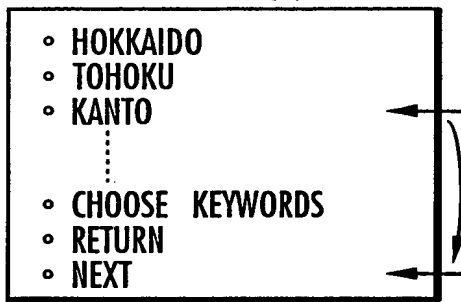 ∘ HOKKAIDO
∘ TOHOKU
∘ KANTO
∘ CHOOSE KEYWORDS
∘ RETURN
∘ NEXT